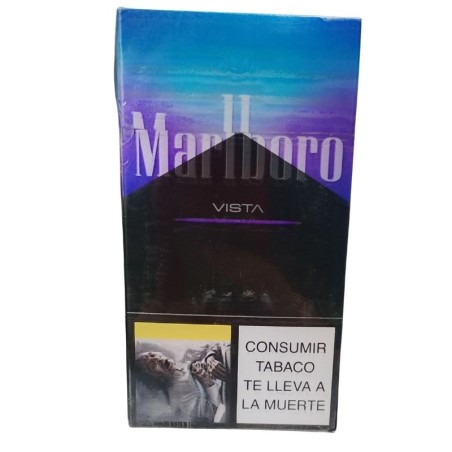 Marlboro
VISTA
CONSUMIR
TABACO
TE LLEVA A
LA MUERTE